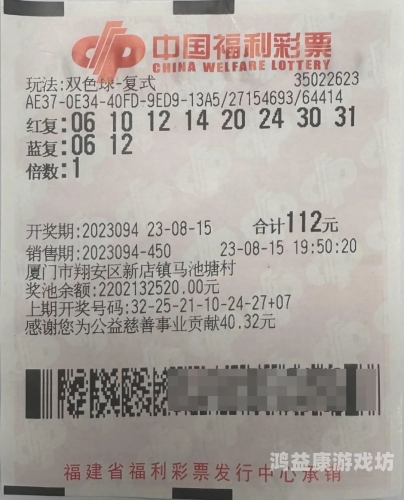 中国福利彩票
CHINA WELFARE LOTTERY
玩法:双色球-复式 35022623
AE37-0E34-40FD-9ED9-13A5/27154693/64414
红复:06 10 12 14 20 24 30 31
蓝复:06 12
倍数:1
开奖期:2023094 23-08-15 合计112元
销售期:2023094-450 23-08-15 19:50:20
厦门市翔安区新店镇马池塘村
奖池余额:2202132520.00元
上期开奖号码:32-25-21-10-24-27+07
感谢您为公益慈善事业贡献40.32元
鸿益康游戏坊
福建省福利彩票发行中心承销